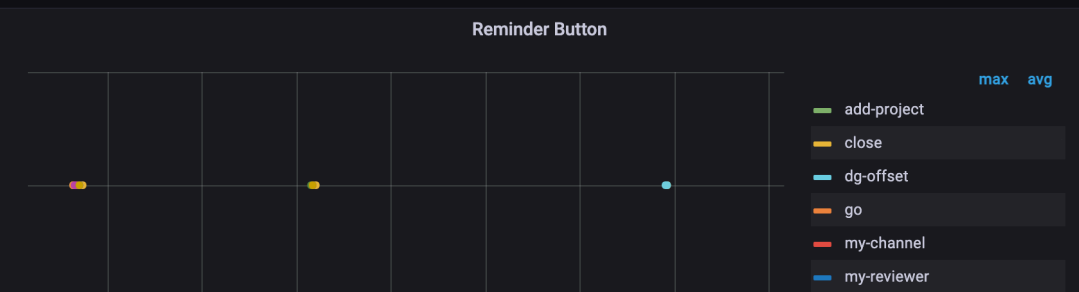 Reminder Button
max avg
add-project
close
dg-offset
go
my-channel
my-reviewer